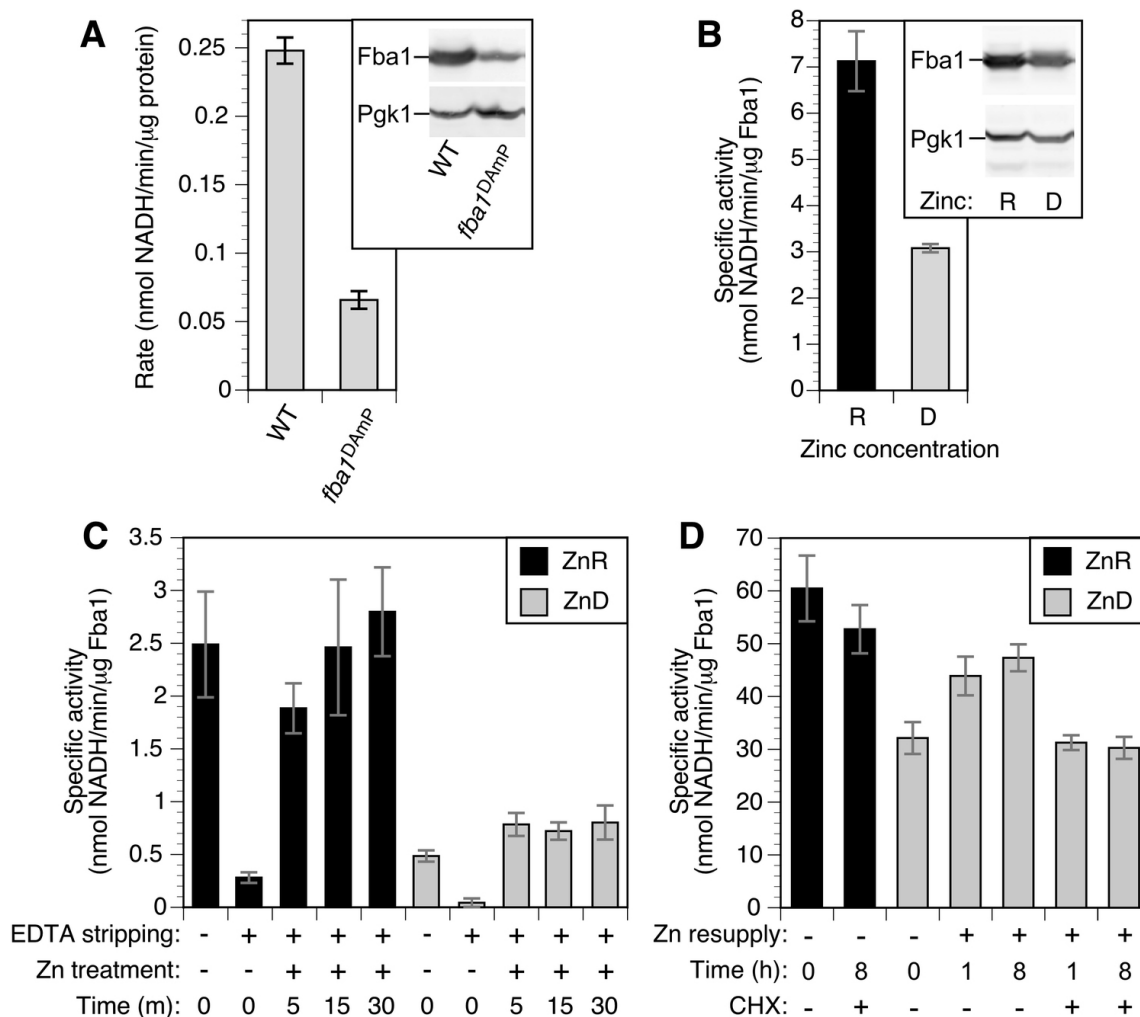 A
Rate (nmol NADH/min/μg protein)
0.25
0.2
0.15
0.1
0.05
0
WT
fba1DAmP
Fba1
Pgk1
WT
fba1DAmP
B
Specific activity
(nmol NADH/min/μg Fba1)
8
7
6
5
4
3
2
1
0
R D
Zinc concentration
Fba1
Pgk1
Zinc: R D
C
Specific activity
(nmol NADH/min/μg Fba1)
3.5
3
2.5
2
1.5
1
0.5
0
ZnR
ZnD
EDTA stripping: - + + + + - + + + +
Zn treatment: - - + + + - - + + +
Time (m): 0 0 5 15 30 0 0 5 15 30
D
Specific activity
(nmol NADH/min/μg Fba1)
70
60
50
40
30
20
10
0
ZnR
ZnD
Zn resupply: - - - + + + +
Time (h): 0 8 0 1 8 1 8
CHX: - + - - - + +